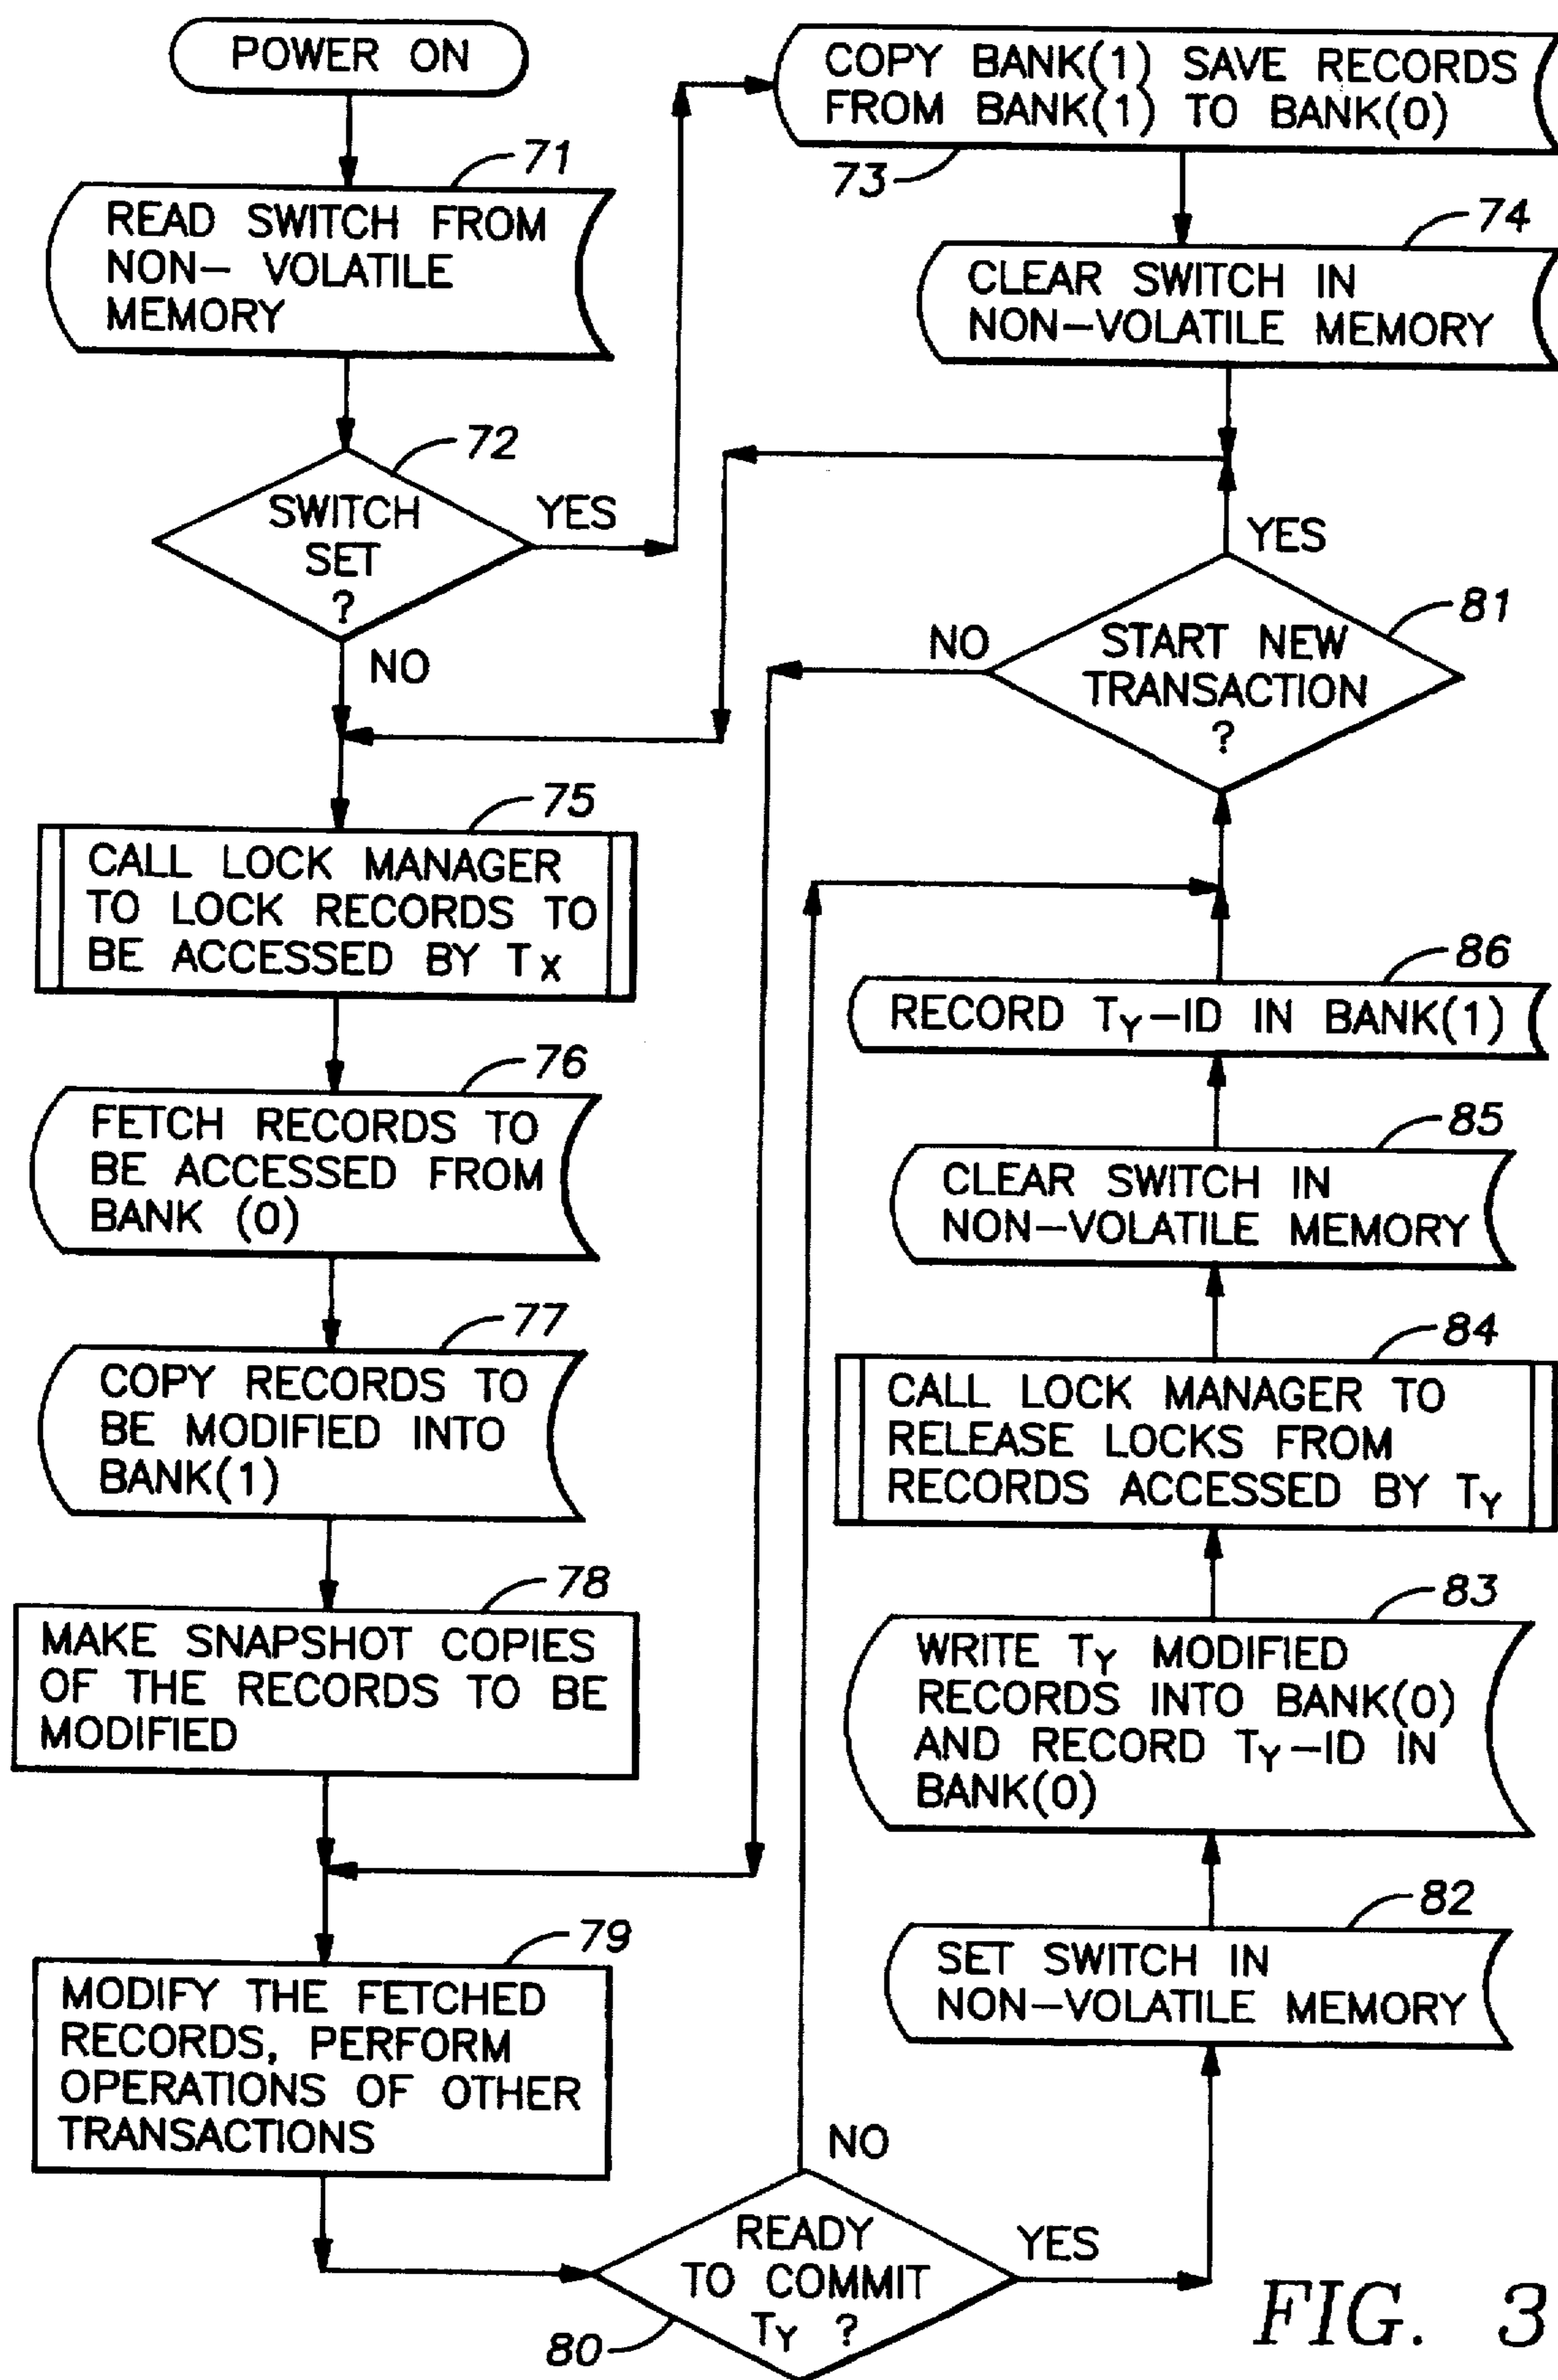 POWER ON
71
READ SWITCH FROM
NON- VOLATILE
MEMORY
72
SWITCH
SET
?
YES
NO
COPY BANK(1) SAVE RECORDS
FROM BANK(1) TO BANK(0)
73
74
CLEAR SWITCH IN
NON-VOLATILE MEMORY
75
CALL LOCK MANAGER
TO LOCK RECORDS TO
BE ACCESSED BY TX
76
FETCH RECORDS TO
BE ACCESSED FROM
BANK (0)
77
COPY RECORDS TO
BE MODIFIED INTO
BANK(1)
78
MAKE SNAPSHOT COPIES
OF THE RECORDS TO BE
MODIFIED
79
MODIFY THE FETCHED
RECORDS, PERFORM
OPERATIONS OF OTHER
TRANSACTIONS
80
READY
TO COMMIT
TY ?
NO
YES
82
SET SWITCH IN
NON-VOLATILE MEMORY
83
WRITE TY MODIFIED
RECORDS INTO BANK(0)
AND RECORD TY-ID IN
BANK(0)
84
CALL LOCK MANAGER TO
RELEASE LOCKS FROM
RECORDS ACCESSED BY TY
85
CLEAR SWITCH IN
NON-VOLATILE MEMORY
86
RECORD TY-ID IN BANK(1)
81
START NEW
TRANSACTION
?
NO
YES
FIG. 3